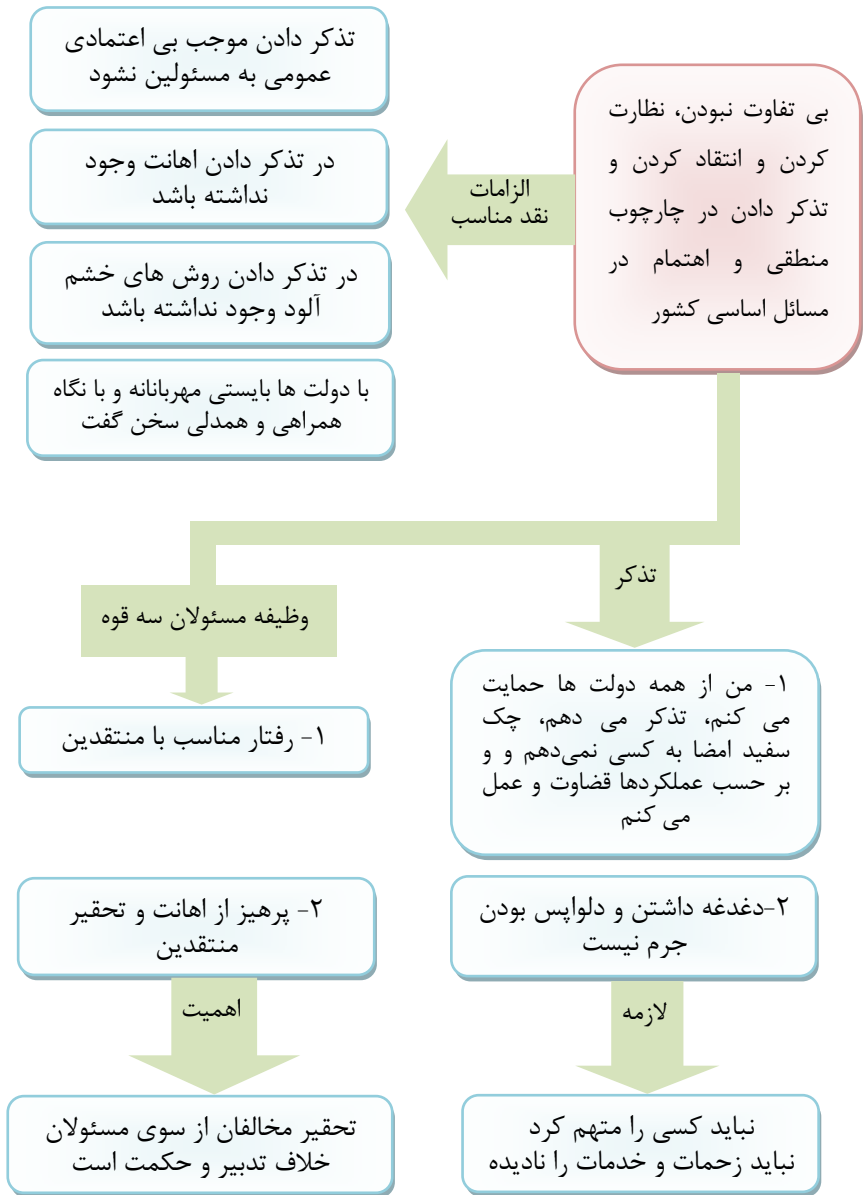 بی تفاوت نبودن، نظارت
کردن و انتقاد کردن و
تذکر دادن در چارچوب
منطقی و اهتمام در
مسائل اساسی کشور
الزامات
نقد مناسب
تذکر دادن موجب بی اعتمادی
عمومی به مسئولین نشود
در تذکر دادن اهانت وجود
نداشته باشد
در تذکر دادن روش های خشم
آلود وجود نداشته باشد
با دولت ها بایستی مهربانانه و با نگاه
همراهی و همدلی سخن گفت
تذکر
۱- من از همه دولت ها حمایت
می کنم، تذکر می دهم، چک
سفید امضا به کسی نمی‌دهم و و
بر حسب عملکردها قضاوت و عمل
می کنم
۲-دغدغه داشتن و دلواپس بودن
جرم نیست
لازمه
نباید کسی را متهم کرد
نباید زحمات و خدمات را نادیده
وظیفه مسئولان سه قوه
۱- رفتار مناسب با منتقدین
۲- پرهیز از اهانت و تحقیر
منتقدین
اهمیت
تحقیر مخالفان از سوی مسئولان
خلاف تدبیر و حکمت است